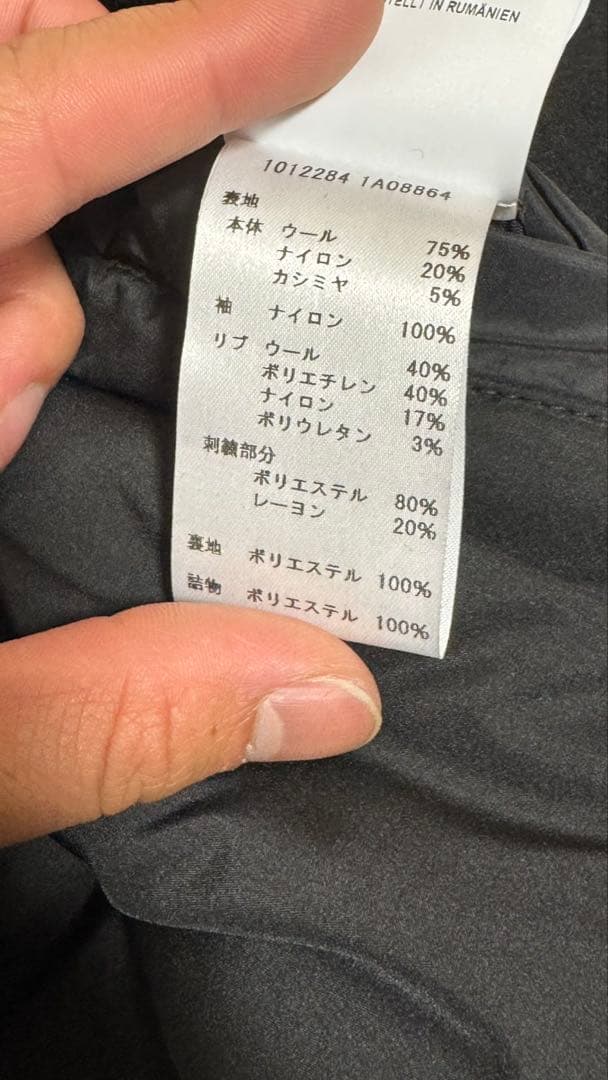 TELLT IN RUMÄNIEN
1012284 1A08864
表地
本体 ウール 75%
ナイロン 20%
カシミヤ 5%
袖 ナイロン 100%
リブ ウール 40%
ポリエチレン 40%
ナイロン 17%
ポリウレタン 3%
刺繍部分
ポリエステル 80%
レーヨン 20%
裏地 ポリエステル 100%
詰物 ポリエステル 100%